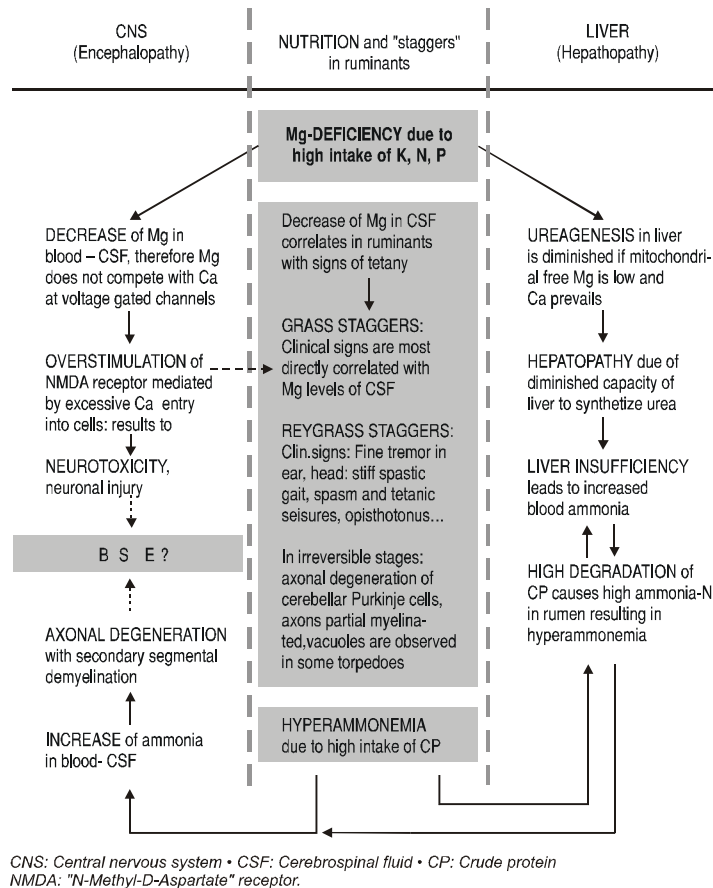 CNS
(Encephalopathy)
NUTRITION and "staggers"
in ruminants
LIVER
(Hepathopathy)
Mg-DEFICIENCY due to
high intake of K, N, P
DECREASE of Mg in
blood – CSF, therefore Mg
does not compete with Ca
at voltage gated channels
OVERSTIMULATION of
NMDA receptor mediated
by excessive Ca entry
into cells: results to
NEUROTOXICITY,
neuronal injury
B S E ?
AXONAL DEGENERATION
with secondary segmental
demyelination
INCREASE of ammonia
in blood- CSF
Decrease of Mg in CSF
correlates in ruminants
with signs of tetany
GRASS STAGGERS:
Clinical signs are most
directly correlated with
Mg levels of CSF
REYGRASS STAGGERS:
Clin.signs: Fine tremor in
ear, head: stiff spastic
gait, spasm and tetanic
seisures, opisthotonus...
In irreversible stages:
axonal degeneration of
cerebellar Purkinje cells,
axons partial myelina-
ted,vacuoles are observed
in some torpedoes
HYPERAMMONEMIA
due to high intake of CP
UREAGENESIS in liver
is diminished if mitochondri-
al free Mg is low and
Ca prevails
HEPATOPATHY due of
diminished capacity of
liver to synthetize urea
LIVER INSUFFICIENCY
leads to increased
blood ammonia
HIGH DEGRADATION of
CP causes high ammonia-N
in rumen resulting in
hyperammonemia
CNS: Central nervous system • CSF: Cerebrospinal fluid • CP: Crude protein
NMDA: "N-Methyl-D-Aspartate" receptor.